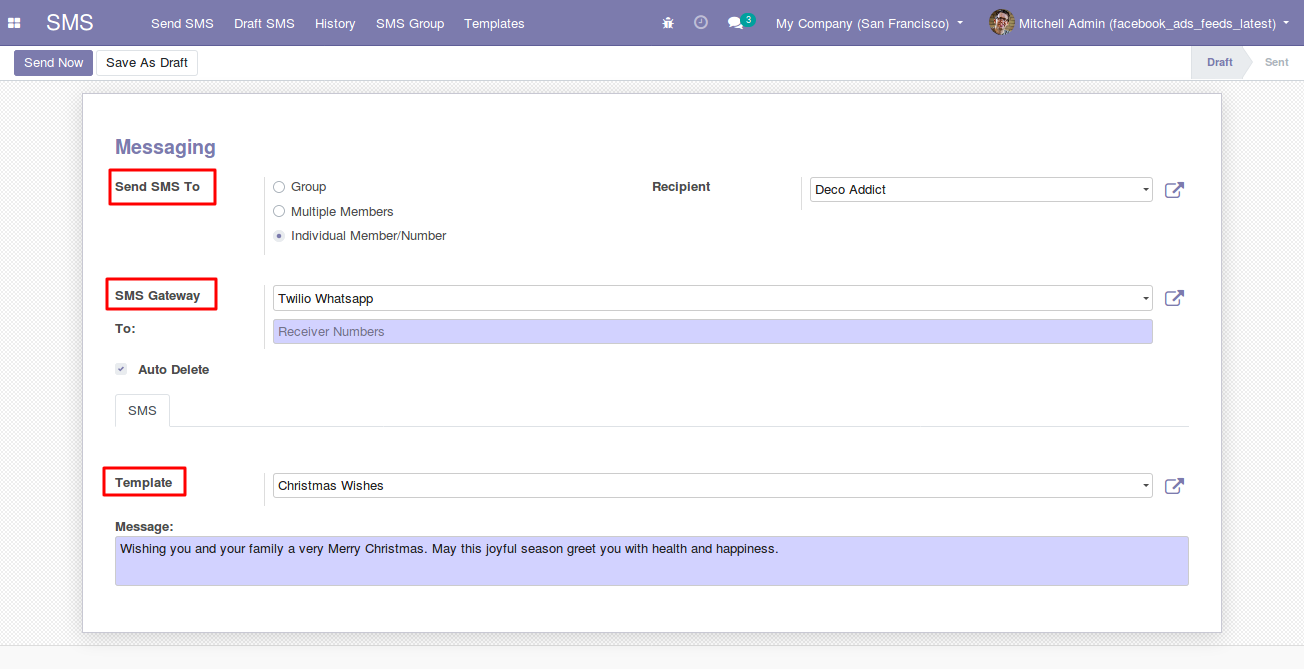 SMS Send SMS Draft SMS History SMS Group Templates 3 My Company (San Francisco) Mitchell Admin (facebook_ads_feeds_latest)
Send Now Save As Draft Draft Sent
Messaging
Send SMS To Group Recipient Deco Addict
Multiple Members
Individual Member/Number
SMS Gateway Twilio Whatsapp
To: Receiver Numbers
Auto Delete
SMS
Template Christmas Wishes
Message:
Wishing you and your family a very Merry Christmas. May this joyful season greet you with health and happiness.